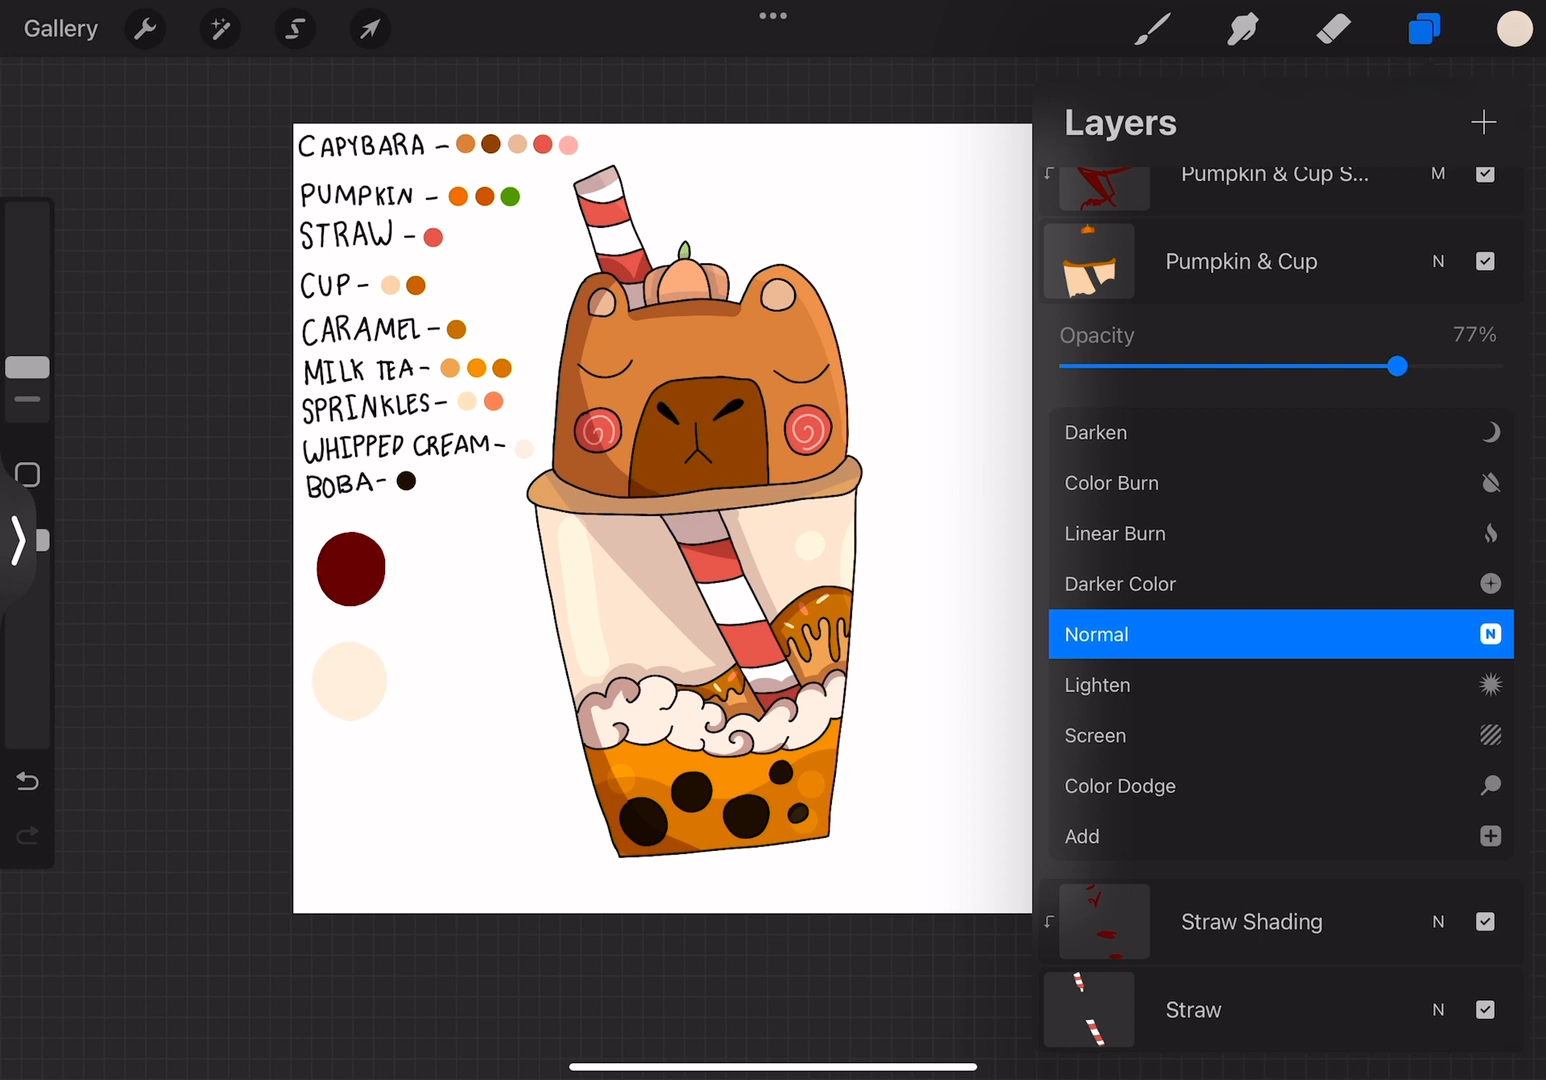 Gallery
Layers
CAPYBARA -
PUMPKIN -
STRAW -
CUP -
CARAMEL -
MILK TEA -
SPRINKLES -
WHIPPED CREAM -
BOBA -
Pumpkin & Cup S... M
Pumpkin & Cup N
Opacity 77%
Darken
Color Burn
Linear Burn
Darker Color
Normal N
Lighten
Screen
Color Dodge
Add
Straw Shading N
Straw N